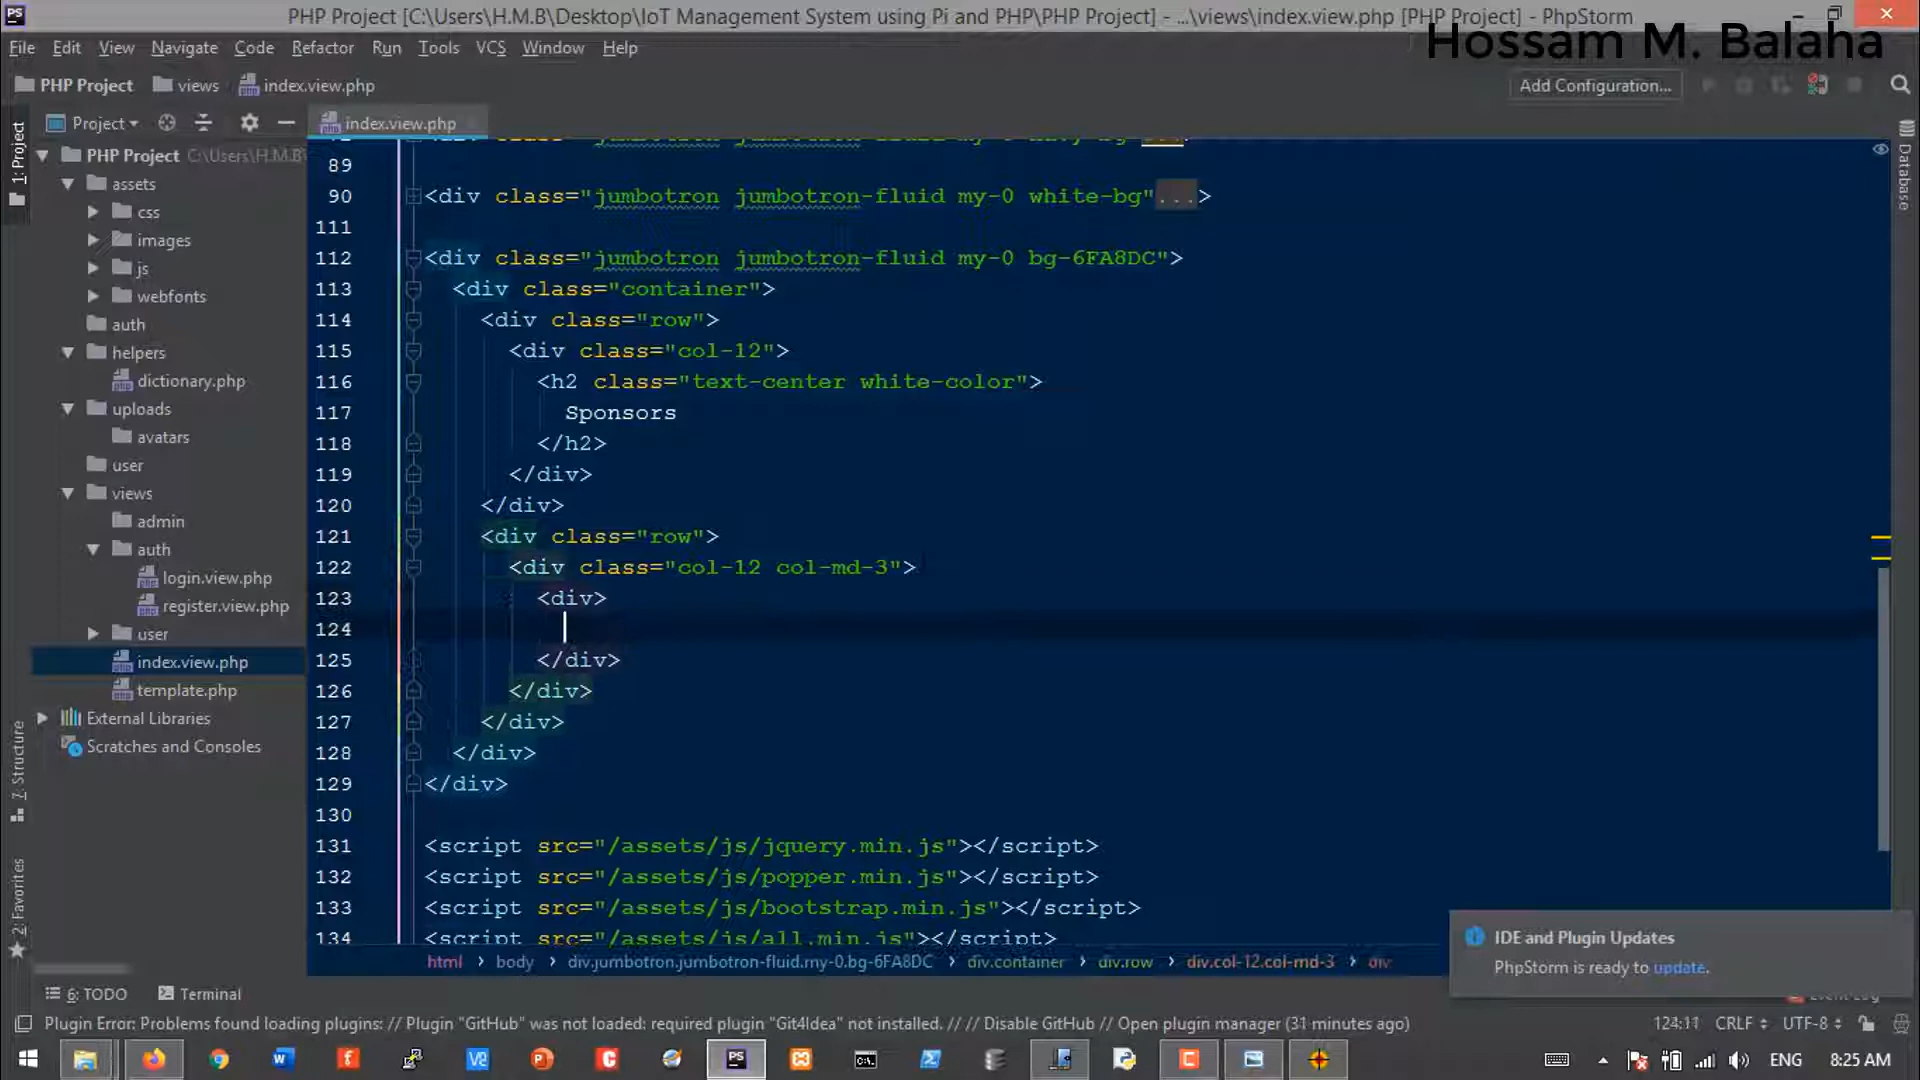 PHP Project [C:\Users\H.M.B\Desktop\IoT Management System using Pi and PHP\PHP Project] - ...\views\index.view.php [PHP Project] - PhpStorm
Hossam M. Balaha
File Edit View Navigate Code Refactor Run Tools VCS Window Help
PHP Project views index.view.php
Add Configuration...
Project
index.view.php
1: Project
7: Structure
2: Favorites
Database
PHP Project C:\Users\H.M.B\
assets
css
images
js
webfonts
auth
helpers
dictionary.php
uploads
avatars
user
views
admin
auth
login.view.php
register.view.php
user
index.view.php
template.php
External Libraries
Scratches and Consoles
89
90 <div class="jumbotron jumbotron-fluid my-0 white-bg"...>
111
112 <div class="jumbotron jumbotron-fluid my-0 bg-6FA8DC">
113 <div class="container">
114 <div class="row">
115 <div class="col-12">
116 <h2 class="text-center white-color">
117 Sponsors
118 </h2>
119 </div>
120 </div>
121 <div class="row">
122 <div class="col-12 col-md-3">
123 <div>
124
125 </div>
126 </div>
127 </div>
128 </div>
129 </div>
130
131 <script src="/assets/js/jquery.min.js"></script>
132 <script src="/assets/js/popper.min.js"></script>
133 <script src="/assets/js/bootstrap.min.js"></script>
134 <script src="/assets/js/all.min.js"></script>
html › body › div.jumbotron.jumbotron-fluid.my-0.bg-6FA8DC › div.container › div.row › div.col-12.col-md-3 › div
IDE and Plugin Updates
PhpStorm is ready to update.
6: TODO Terminal
Plugin Error: Problems found loading plugins: // Plugin "GitHub" was not loaded: required plugin "Git4Idea" not installed. // // Disable GitHub // Open plugin manager (31 minutes ago)
124:11 CRLF UTF-8
ENG 8:25 AM